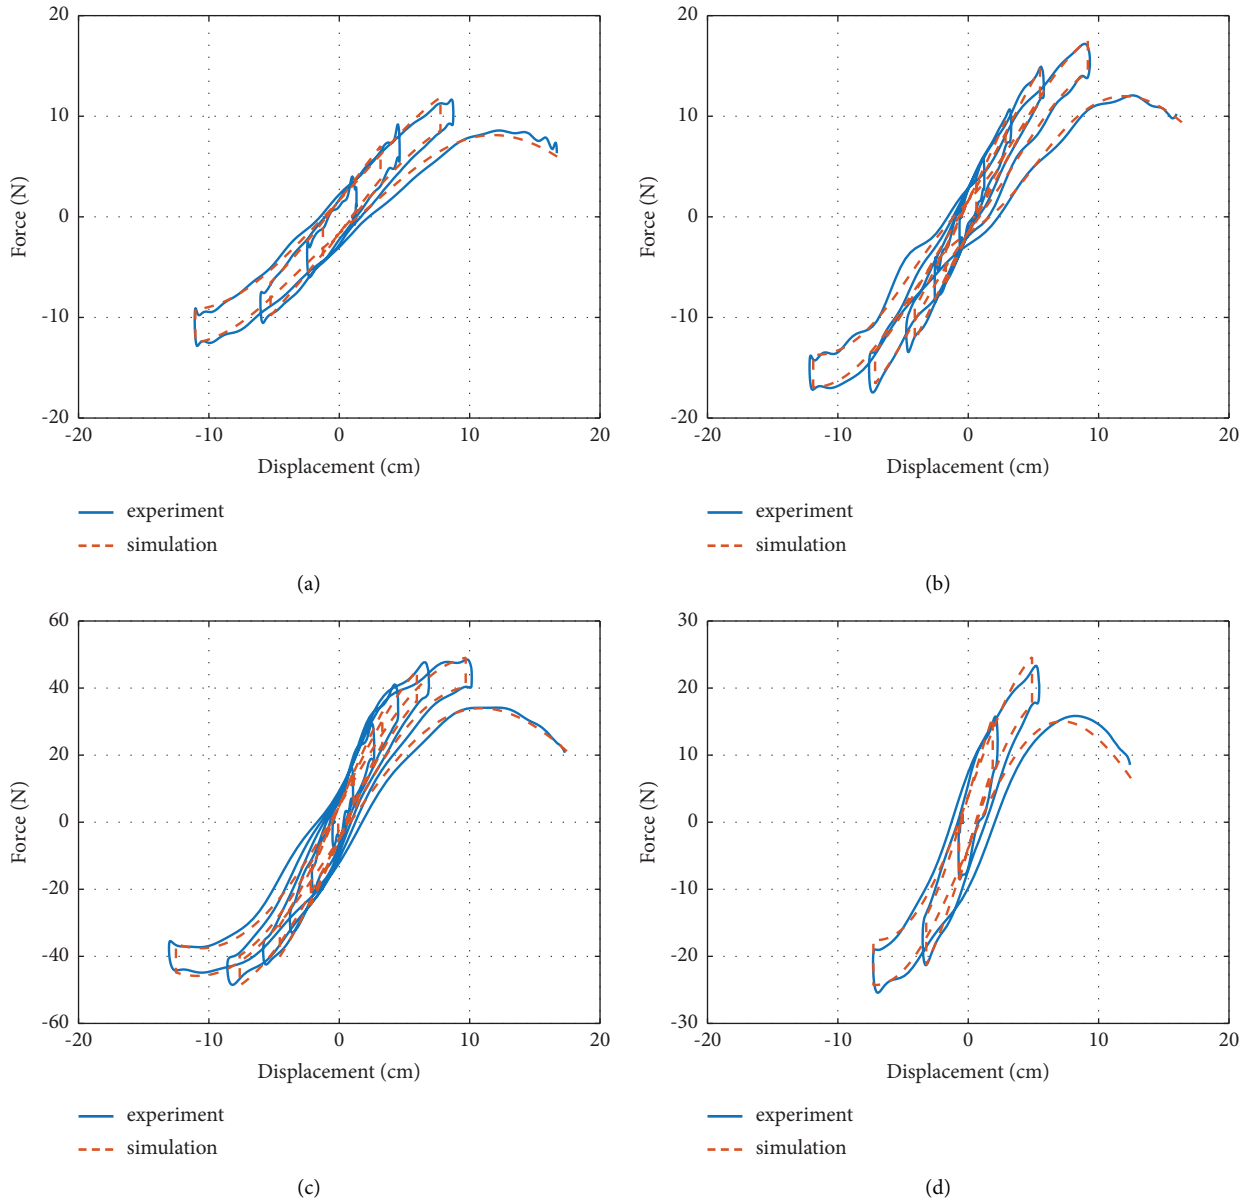 20
10
0
-10
-20
-20
-10
0
10
20
Force (N)
Displacement (cm)
experiment
simulation
(a)
20
10
0
-10
-20
-20
-10
0
10
20
Force (N)
Displacement (cm)
experiment
simulation
(b)
60
40
20
0
-20
-40
-60
-20
-10
0
10
20
Force (N)
Displacement (cm)
experiment
simulation
(c)
30
20
10
0
-10
-20
-30
-20
-10
0
10
20
Force (N)
Displacement (cm)
experiment
simulation
(d)